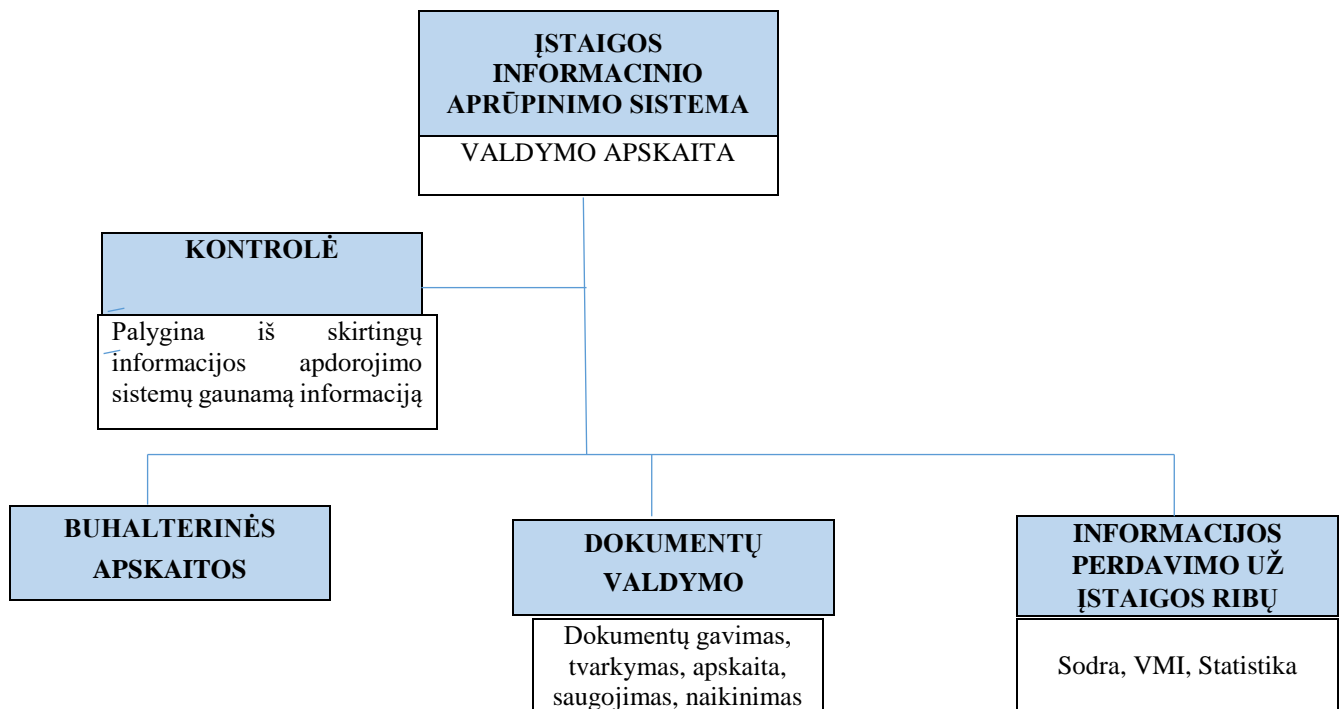 ĮSTAIGOS
INFORMACINIO
APRŪPINIMO SISTEMA
VALDYMO APSKAITA
KONTROLĖ
Palygina iš skirtingų
informacijos apdorojimo
sistemų gaunamą informaciją
BUHALTERINĖS
APSKAITOS
DOKUMENTŲ
VALDYMO
Dokumentų gavimas,
tvarkymas, apskaita,
saugojimas, naikinimas
INFORMACIJOS
PERDAVIMO UŽ
ĮSTAIGOS RIBŲ
Sodra, VMI, Statistika